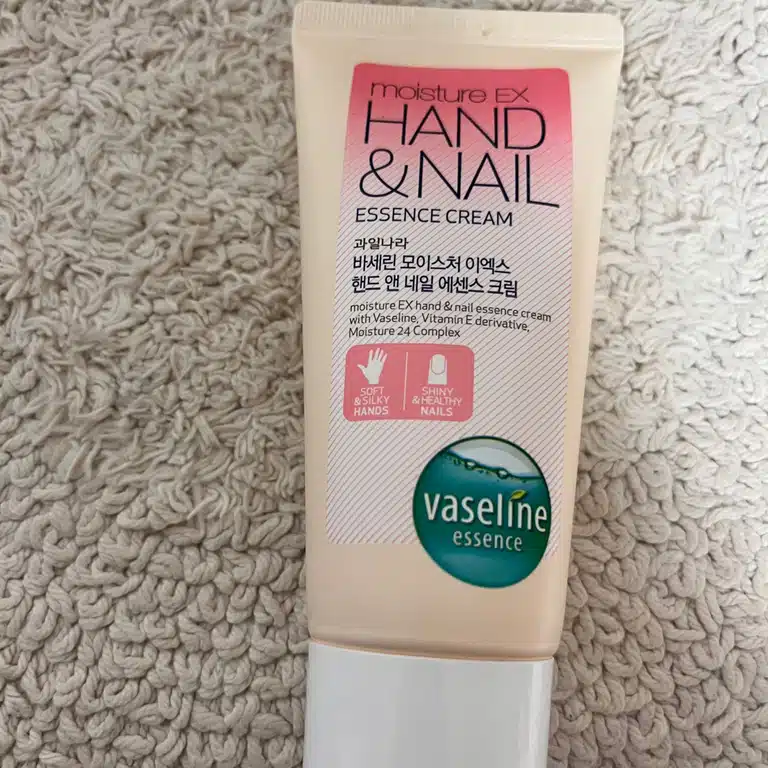 moisture EX
HAND
&NAIL
ESSENCE CREAM
과일나라
바세린 모이스처 이엑스
핸드 앤 네일 에센스 크림
moisture EX hand & nail essence cream
with Vaseline, Vitamin E derivative,
Moisture 24 Complex
SOFT
&SILKY
HANDS
SHINY
&HEALTHY
NAILS
vaseline
essence